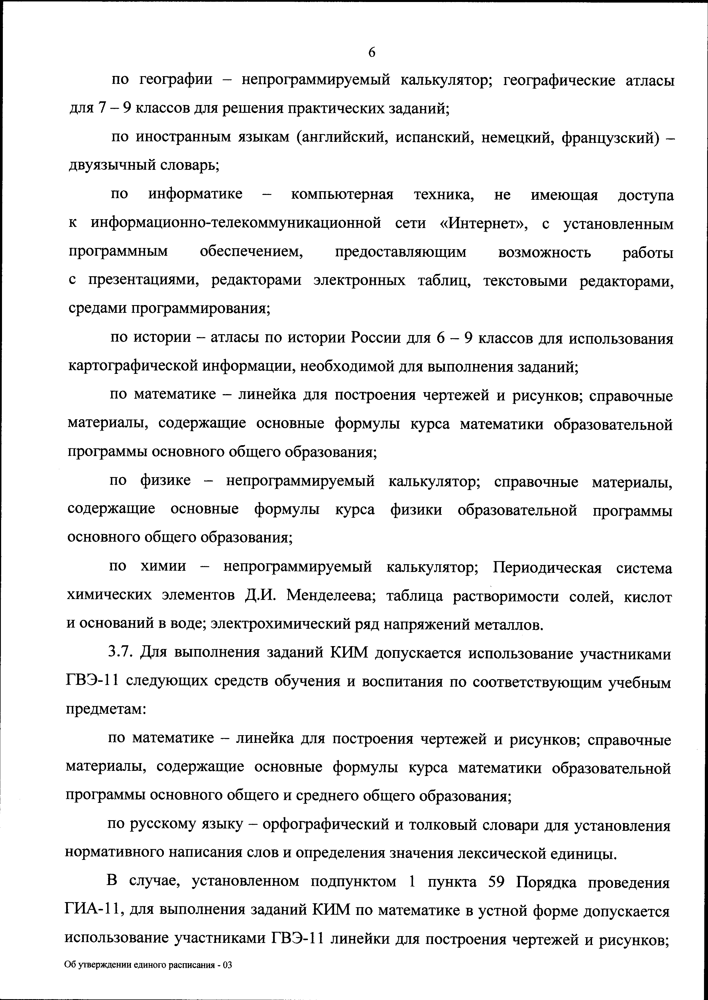 6
по географии – непрограммируемый калькулятор; географические атласы
для 7 – 9 классов для решения практических заданий;
по иностранным языкам (английский, испанский, немецкий, французский) –
двуязычный словарь;
по информатике – компьютерная техника, не имеющая доступа
к информационно-телекоммуникационной сети «Интернет», с установленным
программным обеспечением, предоставляющим возможность работы
с презентациями, редакторами электронных таблиц, текстовыми редакторами,
средами программирования;
по истории – атласы по истории России для 6 – 9 классов для использования
картографической информации, необходимой для выполнения заданий;
по математике – линейка для построения чертежей и рисунков; справочные
материалы, содержащие основные формулы курса математики образовательной
программы основного общего образования;
по физике – непрограммируемый калькулятор; справочные материалы,
содержащие основные формулы курса физики образовательной программы
основного общего образования;
по химии – непрограммируемый калькулятор; Периодическая система
химических элементов Д.И. Менделеева; таблица растворимости солей, кислот
и оснований в воде; электрохимический ряд напряжений металлов.
3.7. Для выполнения заданий КИМ допускается использование участниками
ГВЭ-11 следующих средств обучения и воспитания по соответствующим учебным
предметам:
по математике – линейка для построения чертежей и рисунков; справочные
материалы, содержащие основные формулы курса математики образовательной
программы основного общего и среднего общего образования;
по русскому языку – орфографический и толковый словари для установления
нормативного написания слов и определения значения лексической единицы.
В случае, установленном подпунктом 1 пункта 59 Порядка проведения
ГИА-11, для выполнения заданий КИМ по математике в устной форме допускается
использование участниками ГВЭ-11 линейки для построения чертежей и рисунков;
Об утверждении единого расписания - 03